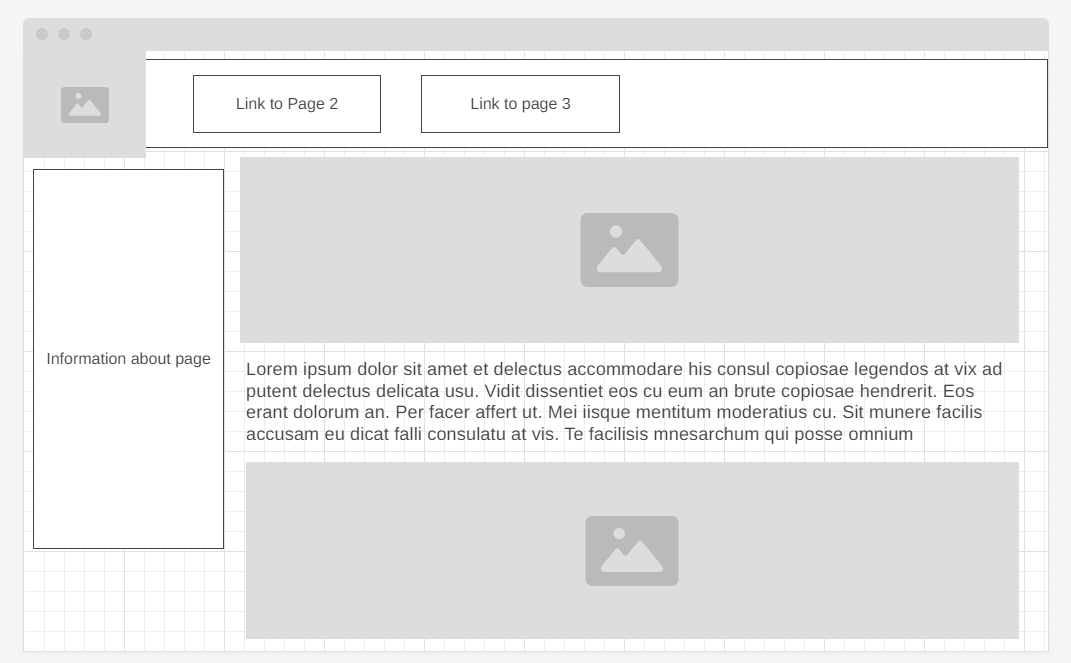 Link to Page 2
Link to page 3
Information about page
Lorem ipsum dolor sit amet et delectus accommodare his consul copiosae legendos at vix ad
putent delectus delicata usu. Vidit dissentiet eos cu eum an brute copiosae hendrerit. Eos
erant dolorum an. Per facer affert ut. Mei iisque mentitum moderatius cu. Sit munere facilis
accusam eu dicat falli consulatu at vis. Te facilisis mnesarchum qui posse omnium